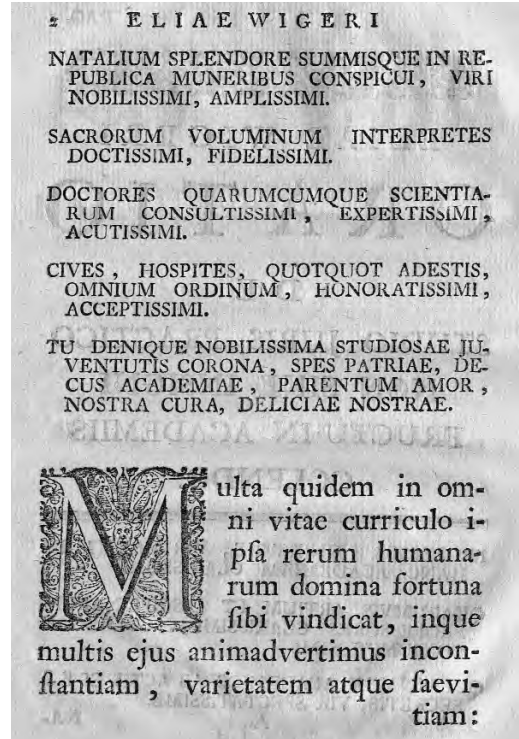 2 ELIAE WIGERI
NATALIUM SPLENDORE SUMMISQUE IN RE-
PUBLICA MUNERIBUS CONSPICUI, VIRI
NOBILISSIMI, AMPLISSIMI.
SACRORUM VOLUMINUM INTERPRETES
DOCTISSIMI, FIDELISSIMI.
DOCTORES QUARUMCUMQUE SCIENTIA-
RUM CONSULTISSIMI, EXPERTISSIMI,
ACUTISSIMI.
CIVES, HOSPITES, QUOTQUOT ADESTIS,
OMNIUM ORDINUM, HONORATISSIMI,
ACCEPTISSIMI.
TU DENIQUE NOBILISSIMA STUDIOSAE JU-
VENTUTIS CORONA, SPES PATRIAE, DE-
CUS ACADEMIAE, PARENTUM AMOR,
NOSTRA CURA, DELICIAE NOSTRAE.
Multa quidem in om-
ni vitae curriculo i-
pſa rerum humana-
rum domina fortuna
ſibi vindicat, inque
multis ejus animadvertimus incon-
ſtantiam, varietatem atque ſaevi-
tiam: